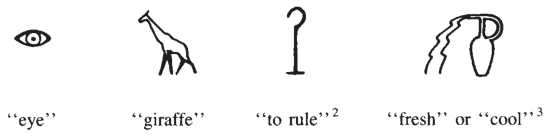 “eye” “giraffe” “to rule”² “fresh” or “cool”³